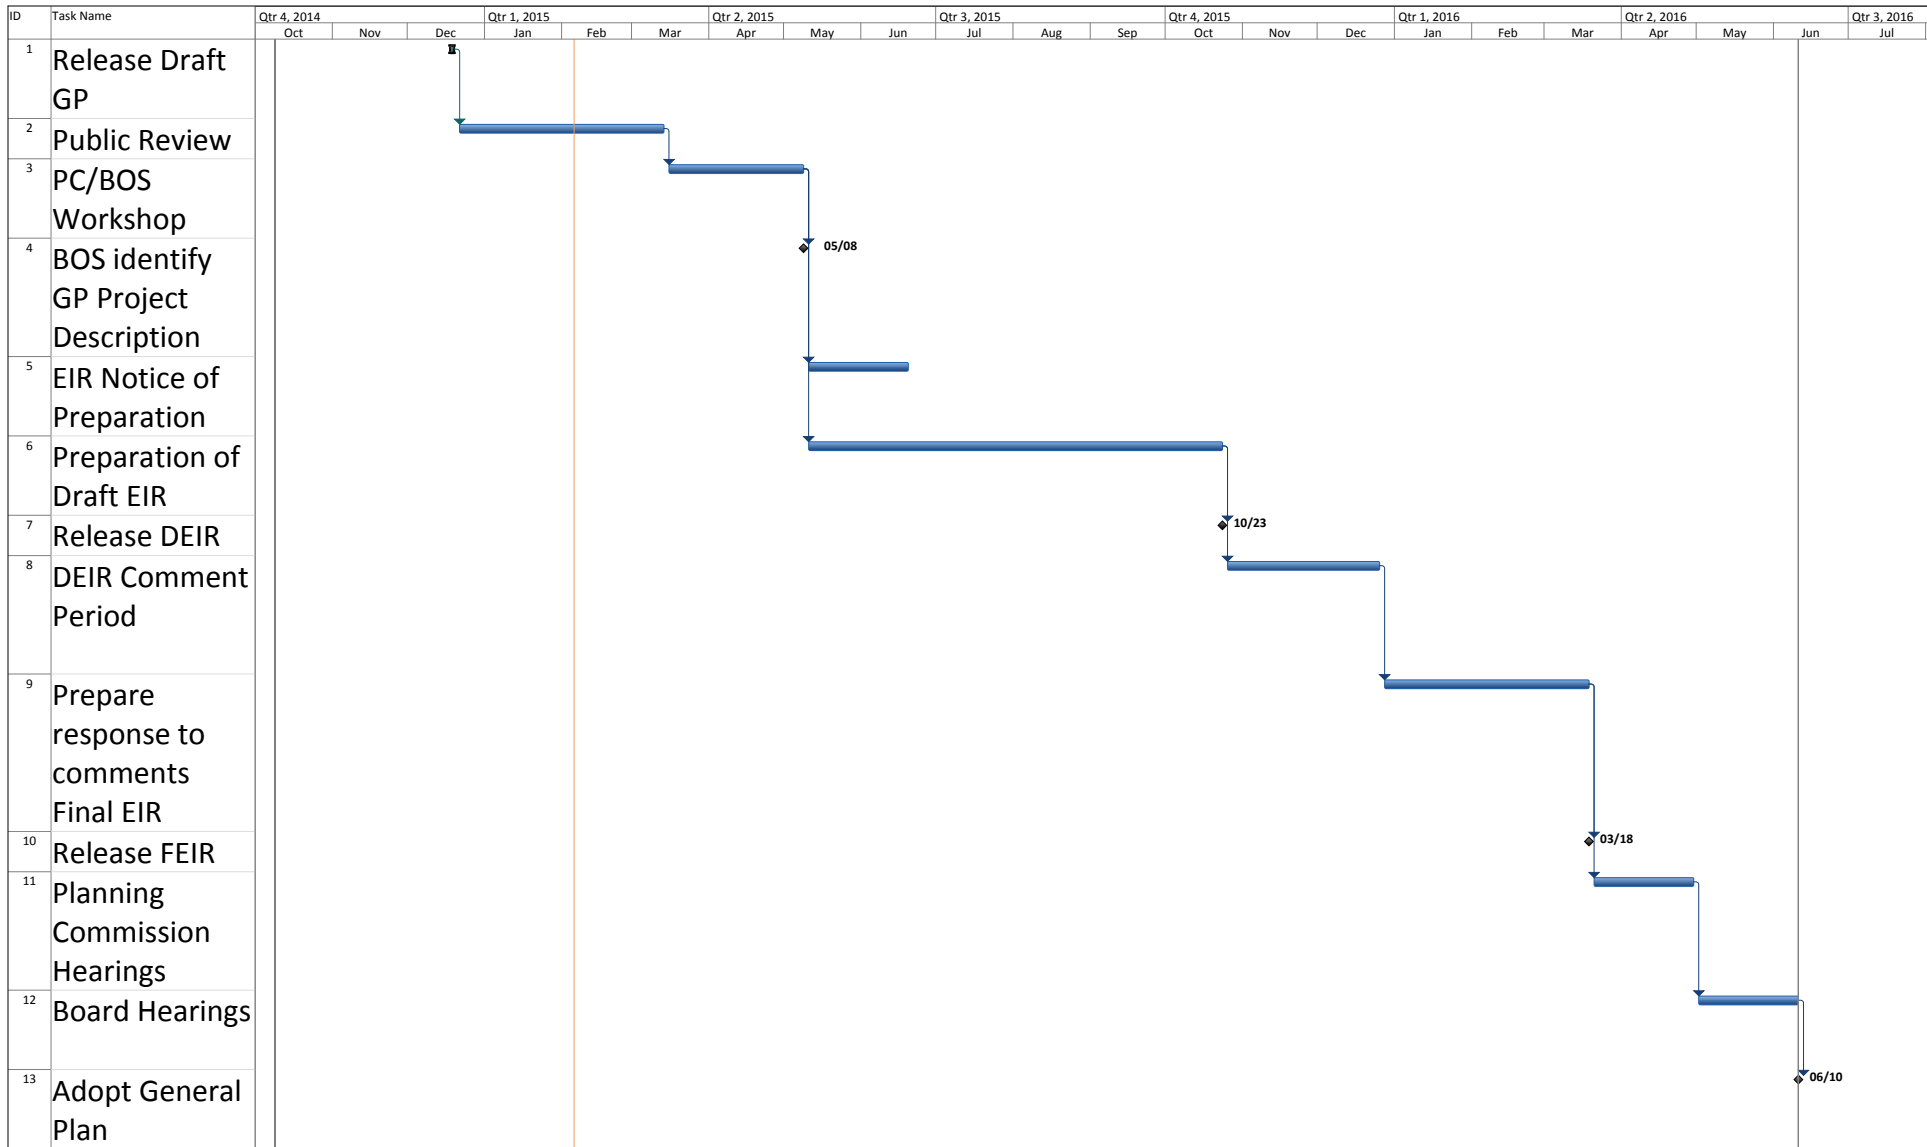 ID Task Name Qtr 4, 2014 Qtr 1, 2015 Qtr 2, 2015 Qtr 3, 2015 Qtr 4, 2015 Qtr 1, 2016 Qtr 2, 2016 Qtr 3, 2016
Oct Nov Dec Jan Feb Mar Apr May Jun Jul Aug Sep Oct Nov Dec Jan Feb Mar Apr May Jun Jul
1 Release Draft
GP
2 Public Review
3 PC/BOS
Workshop
4 BOS identify 05/08
GP Project
Description
5 EIR Notice of
Preparation
6 Preparation of
Draft EIR
7 Release DEIR 10/23
8 DEIR Comment
Period
9 Prepare
response to
comments
Final EIR
10 Release FEIR 03/18
11 Planning
Commission
Hearings
12 Board Hearings
13 Adopt General 06/10
Plan